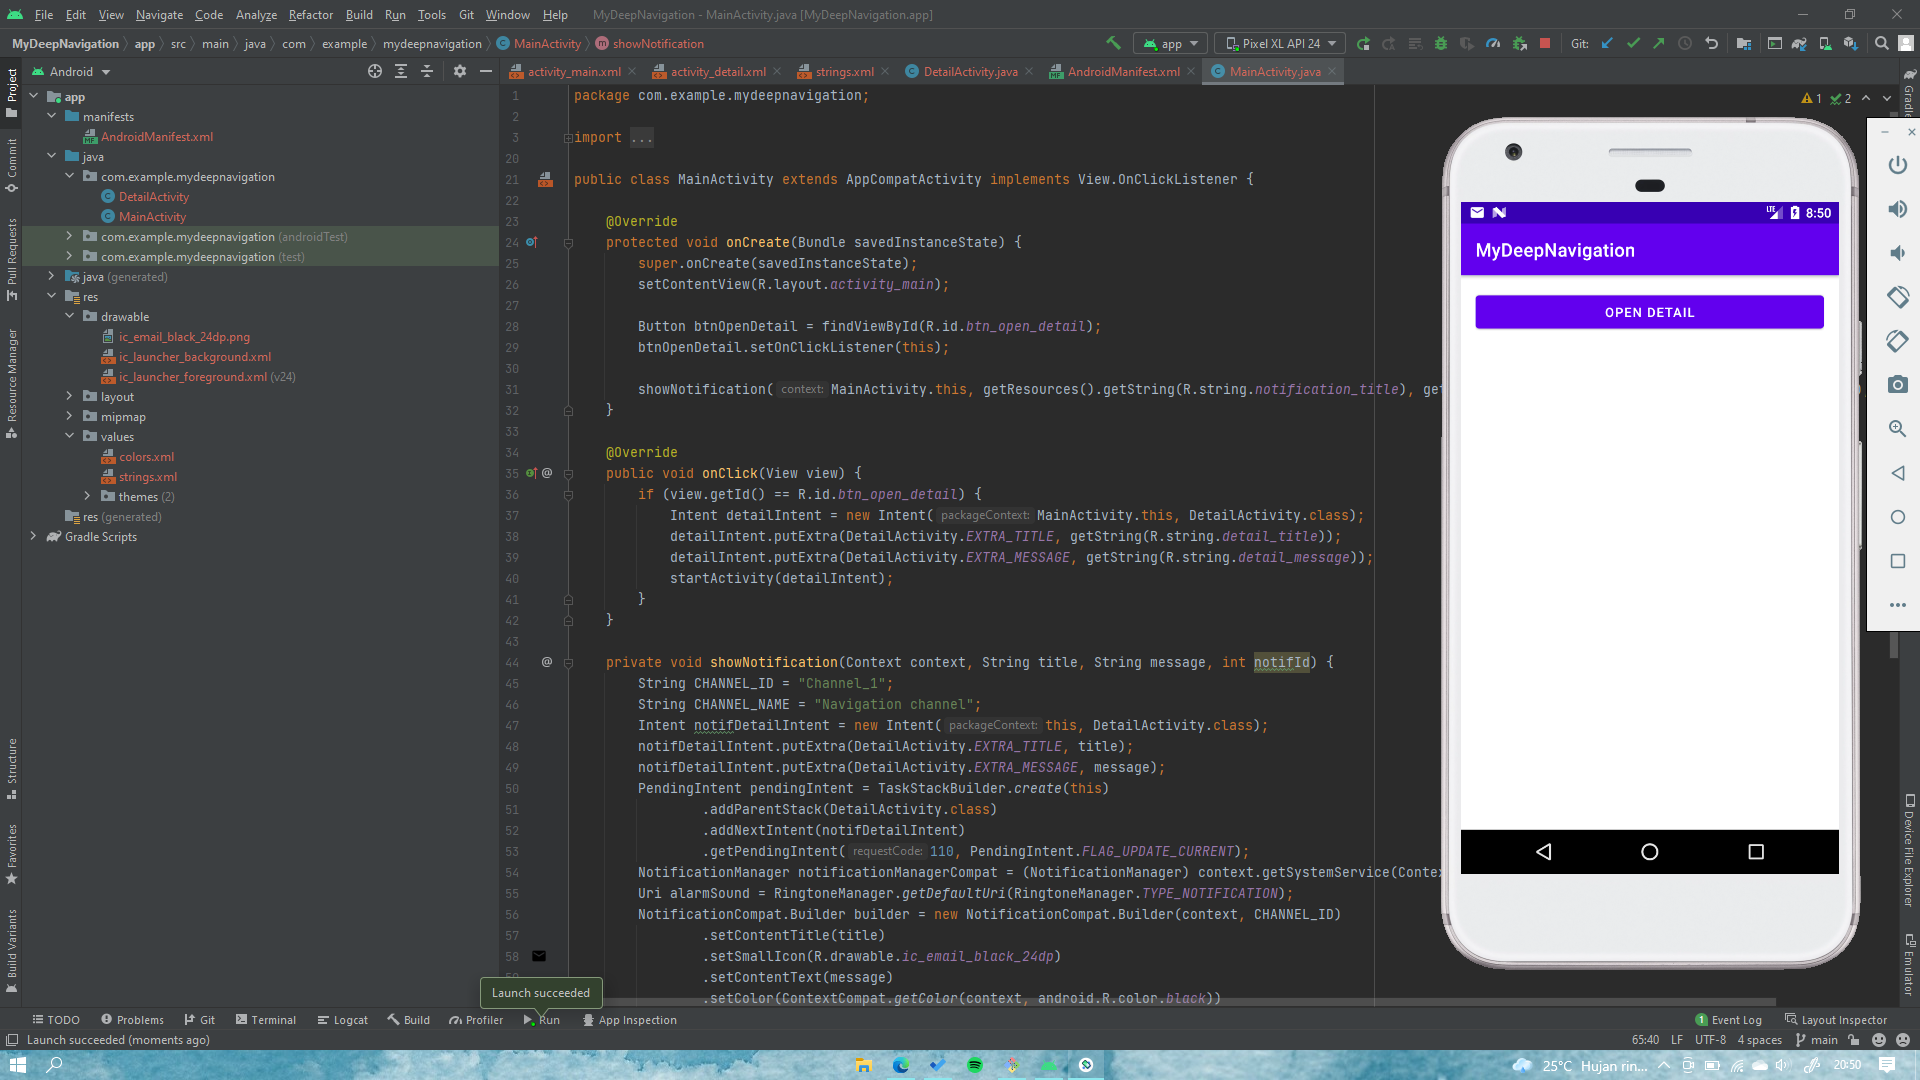 File Edit View Navigate Code Analyze Refactor Build Run Tools Git Window Help MyDeepNavigation - MainActivity.java [MyDeepNavigation.app]
MyDeepNavigation app src main java com example mydeepnavigation MainActivity showNotification app Pixel XL API 24 Git:
Project
Commit
Pull Requests
Resource Manager
Structure
Favorites
Build Variants
Android
app
manifests
AndroidManifest.xml
java
com.example.mydeepnavigation
DetailActivity
MainActivity
com.example.mydeepnavigation (androidTest)
com.example.mydeepnavigation (test)
java (generated)
res
drawable
ic_email_black_24dp.png
ic_launcher_background.xml
ic_launcher_foreground.xml (v24)
layout
mipmap
values
colors.xml
strings.xml
themes (2)
res (generated)
Gradle Scripts
activity_main.xml activity_detail.xml strings.xml DetailActivity.java AndroidManifest.xml MainActivity.java
1 2
1 package com.example.mydeepnavigation;
2
3 import ...
20
21 public class MainActivity extends AppCompatActivity implements View.OnClickListener {
22
23 @Override
24 protected void onCreate(Bundle savedInstanceState) {
25 super.onCreate(savedInstanceState);
26 setContentView(R.layout.activity_main);
27
28 Button btnOpenDetail = findViewById(R.id.btn_open_detail);
29 btnOpenDetail.setOnClickListener(this);
30
31 showNotification( context: MainActivity.this, getResources().getString(R.string.notification_title), get
32 }
33
34 @Override
35 @ public void onClick(View view) {
36 if (view.getId() == R.id.btn_open_detail) {
37 Intent detailIntent = new Intent( packageContext: MainActivity.this, DetailActivity.class);
38 detailIntent.putExtra(DetailActivity.EXTRA_TITLE, getString(R.string.detail_title));
39 detailIntent.putExtra(DetailActivity.EXTRA_MESSAGE, getString(R.string.detail_message));
40 startActivity(detailIntent);
41 }
42 }
43
44 @ private void showNotification(Context context, String title, String message, int notifId) {
45 String CHANNEL_ID = "Channel_1";
46 String CHANNEL_NAME = "Navigation channel";
47 Intent notifDetailIntent = new Intent( packageContext: this, DetailActivity.class);
48 notifDetailIntent.putExtra(DetailActivity.EXTRA_TITLE, title);
49 notifDetailIntent.putExtra(DetailActivity.EXTRA_MESSAGE, message);
50 PendingIntent pendingIntent = TaskStackBuilder.create(this)
51 .addParentStack(DetailActivity.class)
52 .addNextIntent(notifDetailIntent)
53 .getPendingIntent( requestCode: 110, PendingIntent.FLAG_UPDATE_CURRENT);
54 NotificationManager notificationManagerCompat = (NotificationManager) context.getSystemService(Conte
55 Uri alarmSound = RingtoneManager.getDefaultUri(RingtoneManager.TYPE_NOTIFICATION);
56 NotificationCompat.Builder builder = new NotificationCompat.Builder(context, CHANNEL_ID)
57 .setContentTitle(title)
58 .setSmallIcon(R.drawable.ic_email_black_24dp)
.setContentText(message)
.setColor(ContextCompat.getColor(context, android.R.color.black))
LTE 8:50
MyDeepNavigation
OPEN DETAIL
Gradle
Device File Explorer
Emulator
Launch succeeded
TODO Problems Git Terminal Logcat Build Profiler Run App Inspection 1 Event Log Layout Inspector
Launch succeeded (moments ago) 65:40 LF UTF-8 4 spaces main
25°C Hujan rin... 20:50